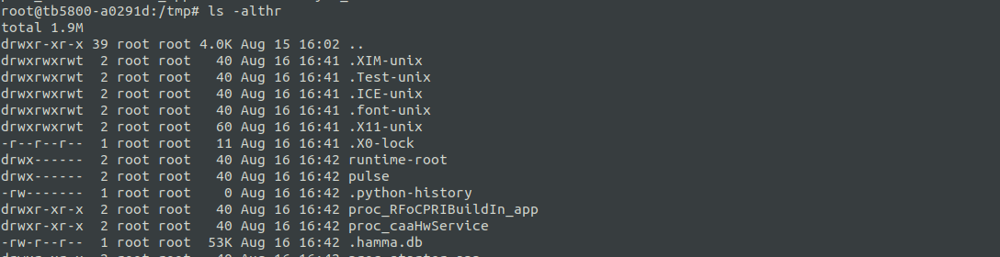 root@tb5800-a0291d:/tmp# ls -althr
total 1.9M
drwxr-xr-x 39 root root 4.0K Aug 15 16:02 ..
drwxrwxrwt  2 root root   40 Aug 16 16:41 .XIM-unix
drwxrwxrwt  2 root root   40 Aug 16 16:41 .Test-unix
drwxrwxrwt  2 root root   40 Aug 16 16:41 .ICE-unix
drwxrwxrwt  2 root root   40 Aug 16 16:41 .font-unix
drwxrwxrwt  2 root root   60 Aug 16 16:41 .X11-unix
-r--r--r--  1 root root   11 Aug 16 16:41 .X0-lock
drwx------  2 root root   40 Aug 16 16:42 runtime-root
drwx------  2 root root   40 Aug 16 16:42 pulse
-rw-------  1 root root    0 Aug 16 16:42 .python-history
drwxr-xr-x  2 root root   40 Aug 16 16:42 proc_RFoCPRIBuildIn_app
drwxr-xr-x  2 root root   40 Aug 16 16:42 proc_caaHwService
-rw-r--r--  1 root root  53K Aug 16 16:42 .hamma.db